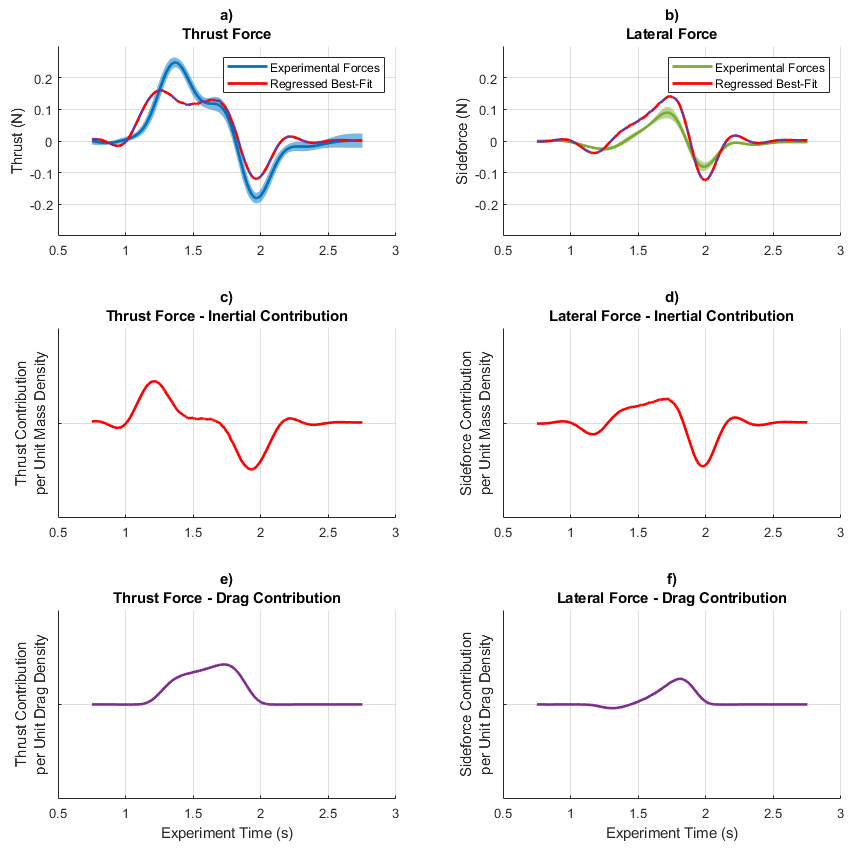 a)
Thrust Force
Experimental Forces
Regressed Best-Fit
Thrust (N)
0.2
0.1
0
-0.1
-0.2
0.5 1 1.5 2 2.5 3
b)
Lateral Force
Experimental Forces
Regressed Best-Fit
Sideforce (N)
0.2
0.1
0
-0.1
-0.2
0.5 1 1.5 2 2.5 3
c)
Thrust Force - Inertial Contribution
Thrust Contribution
per Unit Mass Density
0.5 1 1.5 2 2.5 3
d)
Lateral Force - Inertial Contribution
Sideforce Contribution
per Unit Mass Density
0.5 1 1.5 2 2.5 3
e)
Thrust Force - Drag Contribution
Thrust Contribution
per Unit Drag Density
0.5 1 1.5 2 2.5 3
Experiment Time (s)
f)
Lateral Force - Drag Contribution
Sideforce Contribution
per Unit Drag Density
0.5 1 1.5 2 2.5 3
Experiment Time (s)